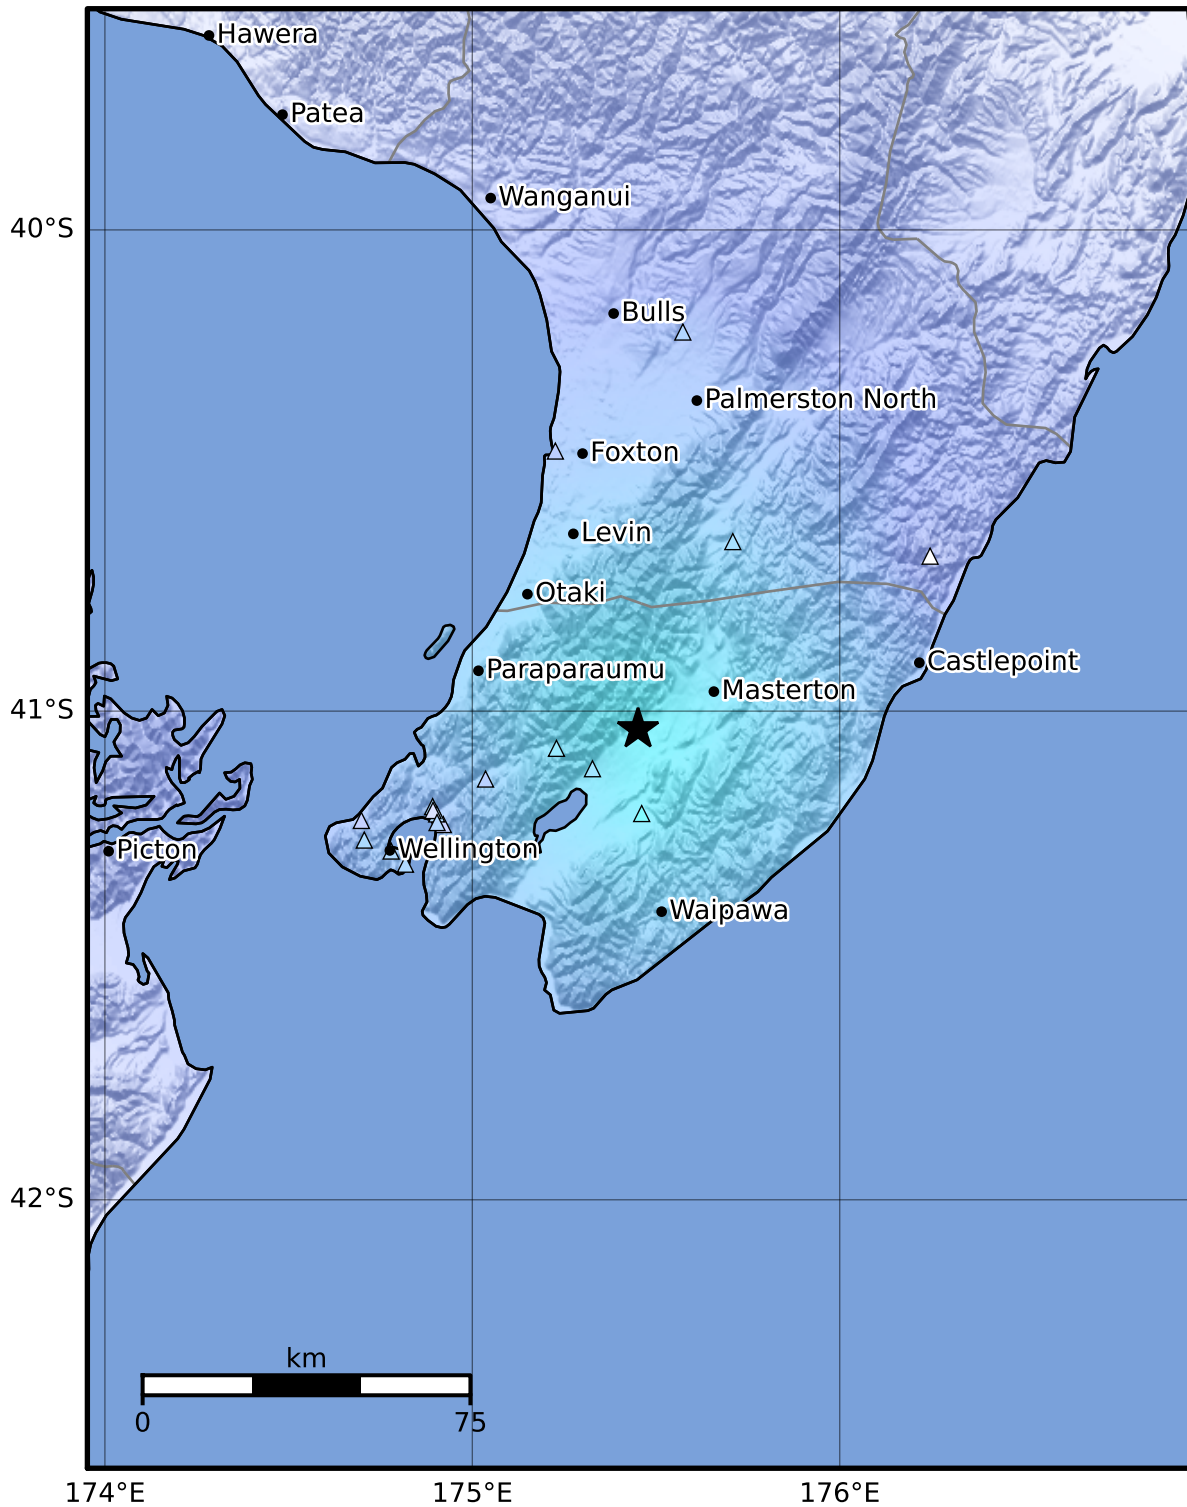 Hawera
Patea
Wanganui
40°S
Bulls
Palmerston North
Foxton
Levin
Otaki
Castlepoint
Paraparaumu
Masterton
41°S
Picton
Wellington
Waipawa
42°S
km
0
75
174°E
175°E
176°E